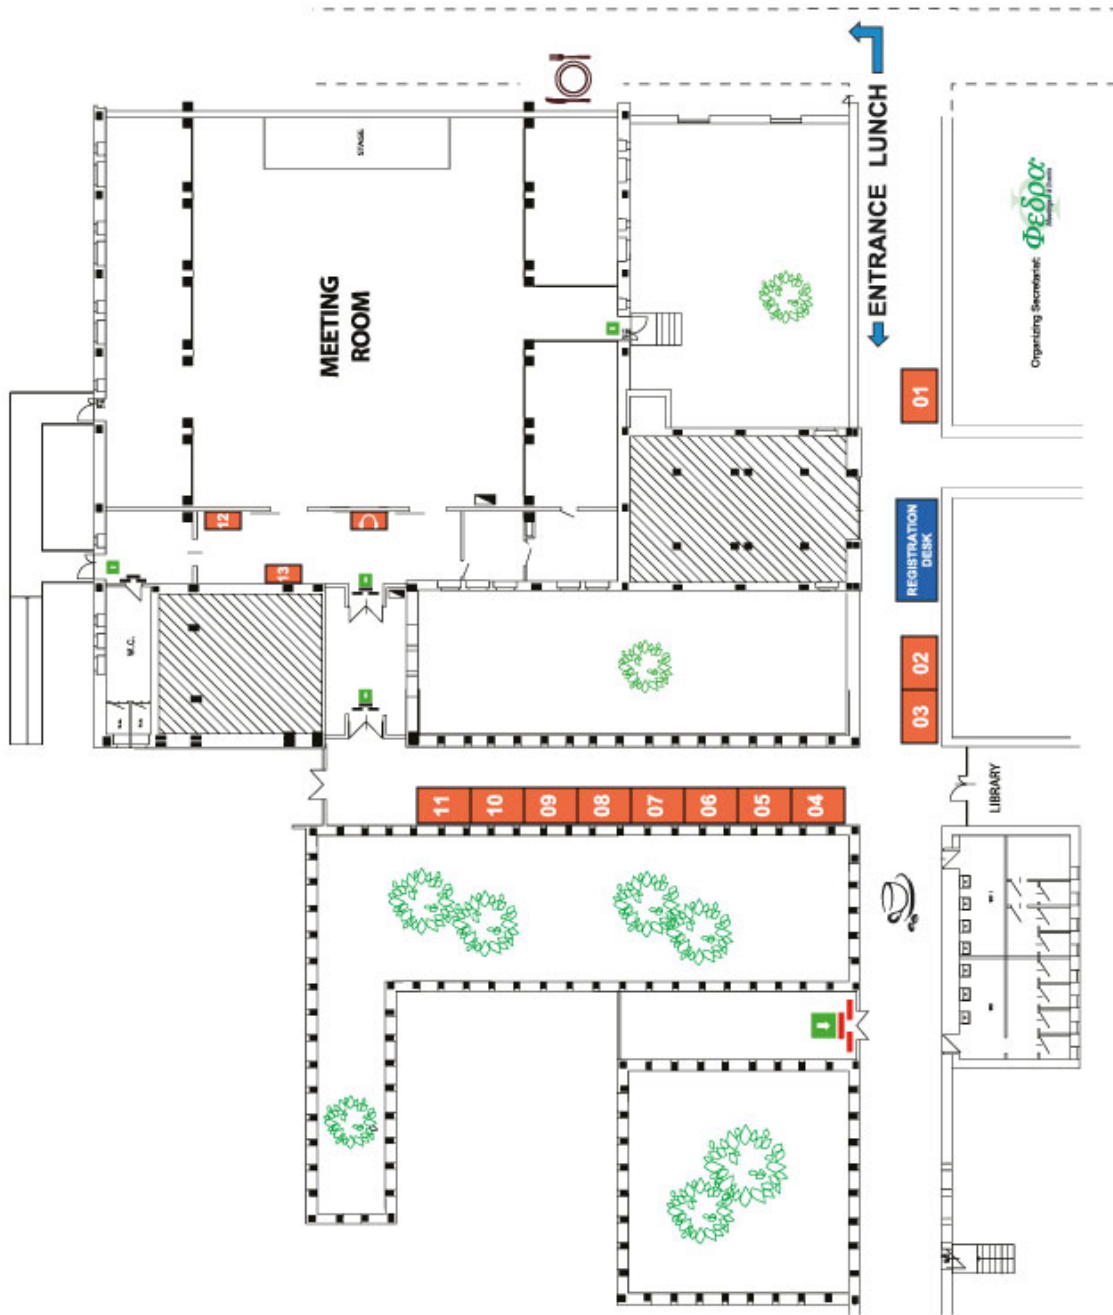 STAGE
MEETING
ROOM
ENTRANCE LUNCH
Organizing Secretariat:
Φεδρα
01
REGISTRATION
DESK
02
03
LIBRARY
04
05
06
07
08
09
10
11
12
13
W.C.